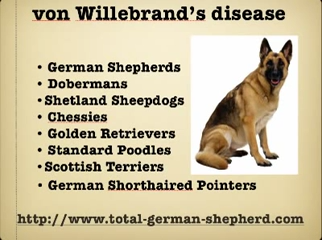 von Willebrand's disease
• German Shepherds
• Dobermans
• Shetland Sheepdogs
• Chessies
• Golden Retrievers
• Standard Poodles
• Scottish Terriers
• German Shorthaired Pointers
http://www.total-german-shepherd.com